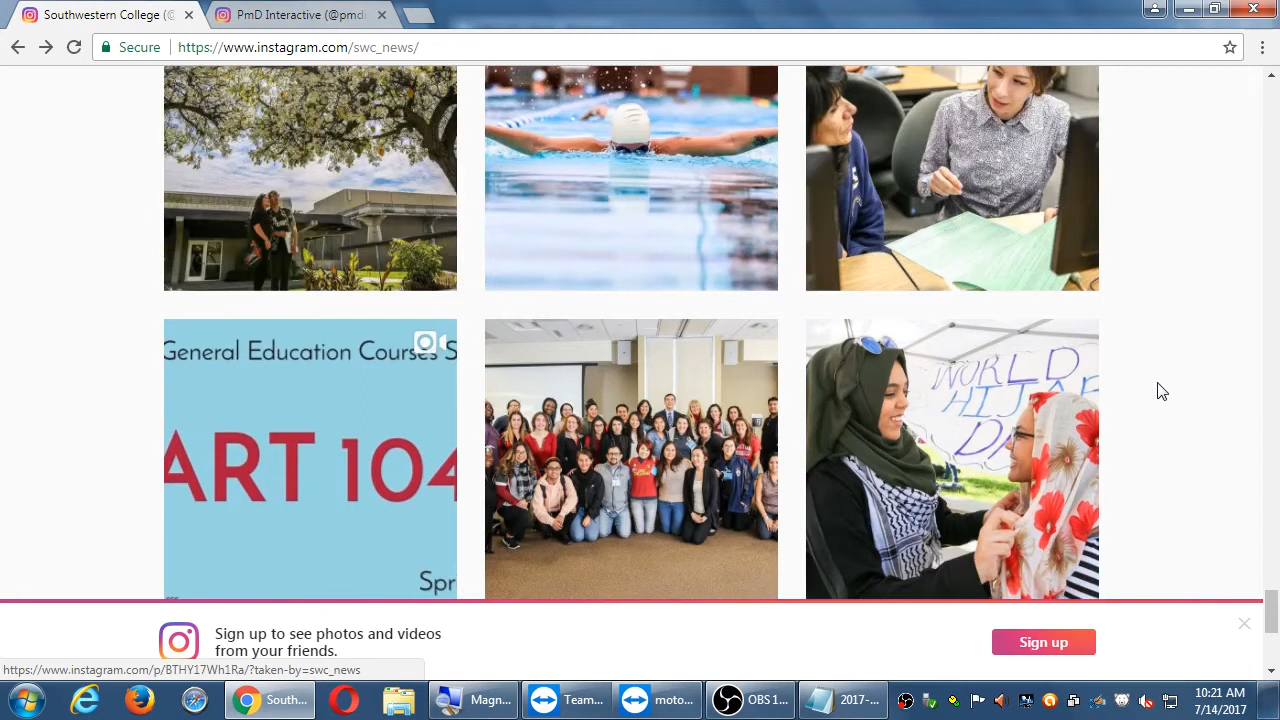 Southwestern College (@
PmD Interactive (@pmd
Secure
https://www.instagram.com/swc_news/
General Education Courses S
ART 104
Spr
WORLD
HIJAB
DAY
Sign up to see photos and videos
from your friends.
Sign up
https://www.instagram.com/p/BTHY17Wh1Ra/?taken-by=swc_news
South...
Magn...
Team...
moto...
OBS 1...
2017-...
10:21 AM
7/14/2017